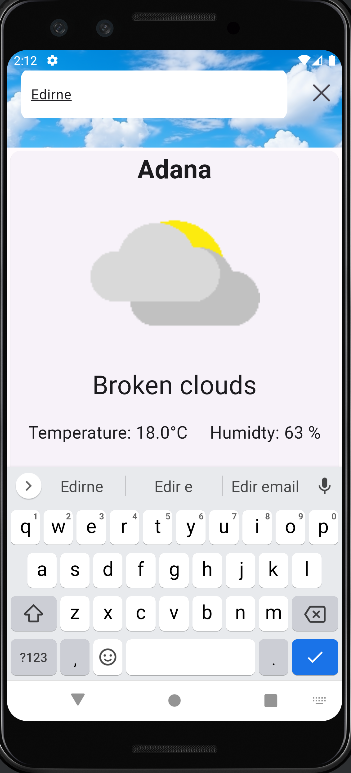 2:12
Edirne
Adana
Broken clouds
Temperature: 18.0°C Humidty: 63 %
Edirne Edir e Edir email
q1 w2 e3 r4 t5 y6 u7 i8 o9 p0
a s d f g h j k l
z x c v b n m
?123 , .